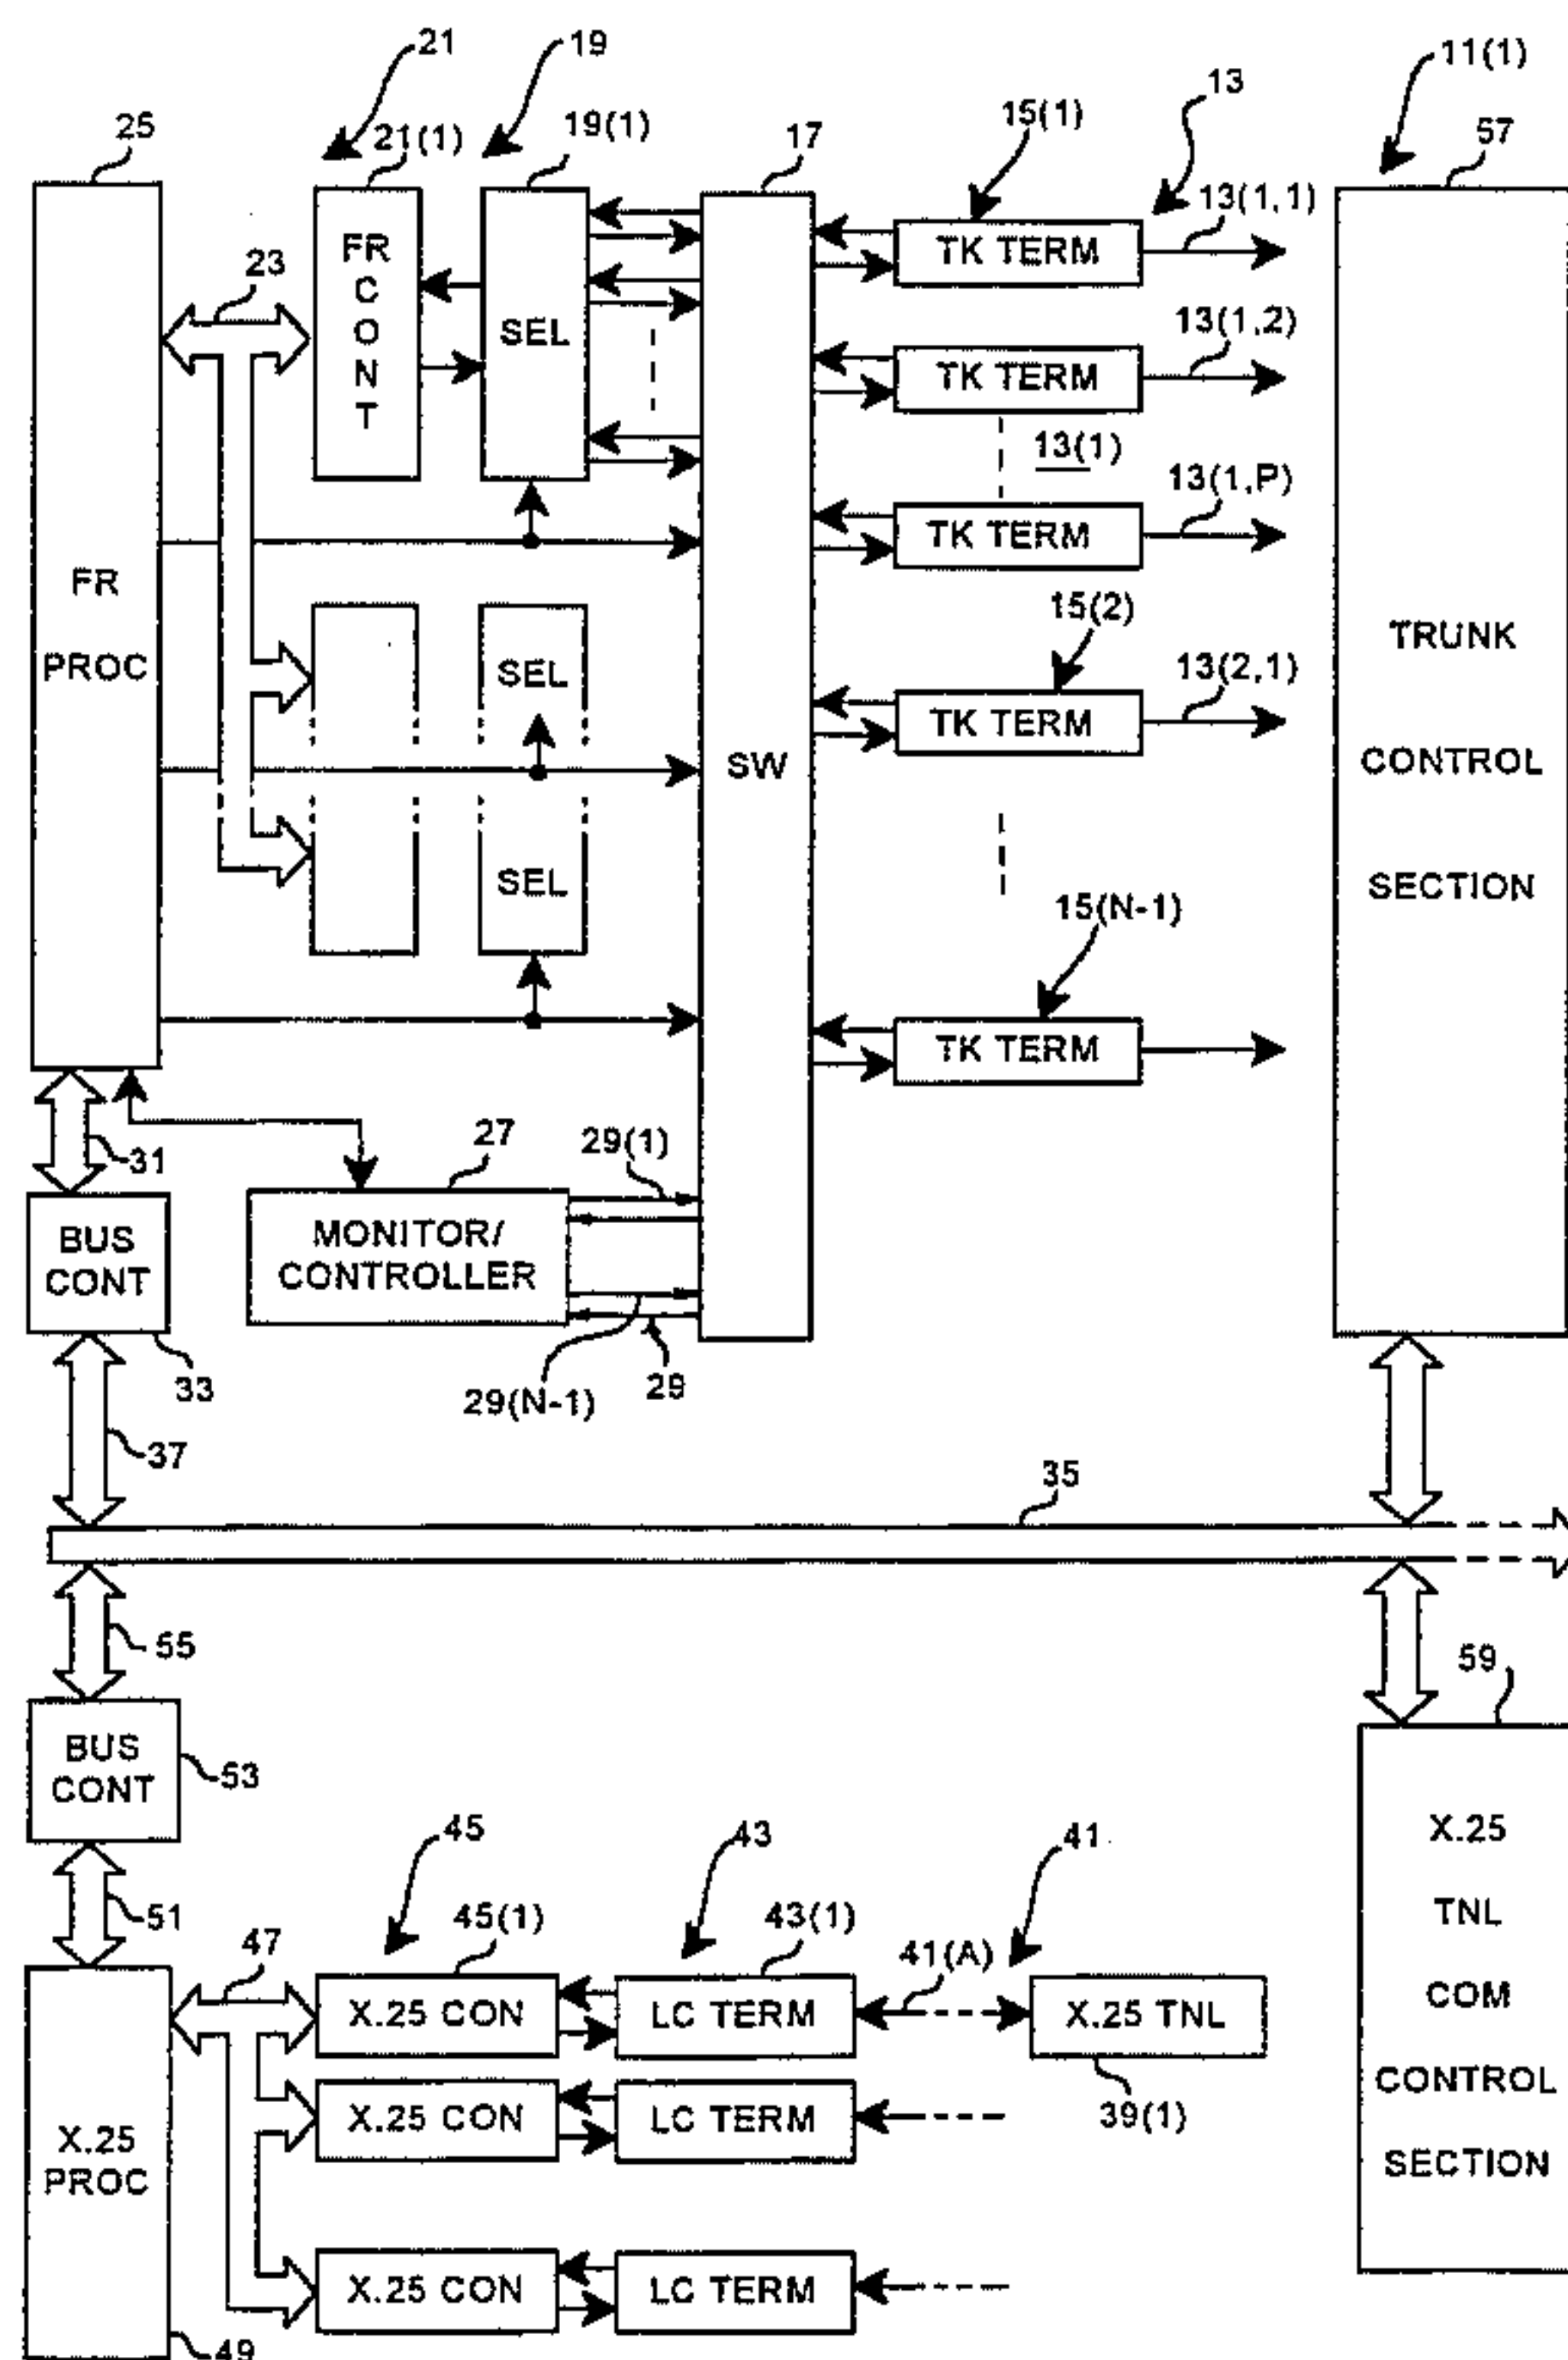 21
19
11(1)
25
21(1)
19(1)
17
15(1)
13
57
FR
CONT
SEL
TK TERM
13(1,1)
23
TK TERM
13(1,2)
13(1)
TK TERM
13(1,P)
FR
PROC
SEL
15(2)
TK TERM
13(2,1)
TRUNK
CONTROL
SECTION
SW
SEL
15(N-1)
TK TERM
31
27
29(1)
BUS
CONT
MONITOR/
CONTROLLER
33
29(N-1)
29
37
35
55
59
BUS
CONT
53
X.25
TNL
COM
CONTROL
SECTION
51
45
43
41
47
45(1)
43(1)
41(A)
X.25 CON
LC TERM
X.25 TNL
39(1)
X.25 CON
LC TERM
X.25
PROC
X.25 CON
LC TERM
49